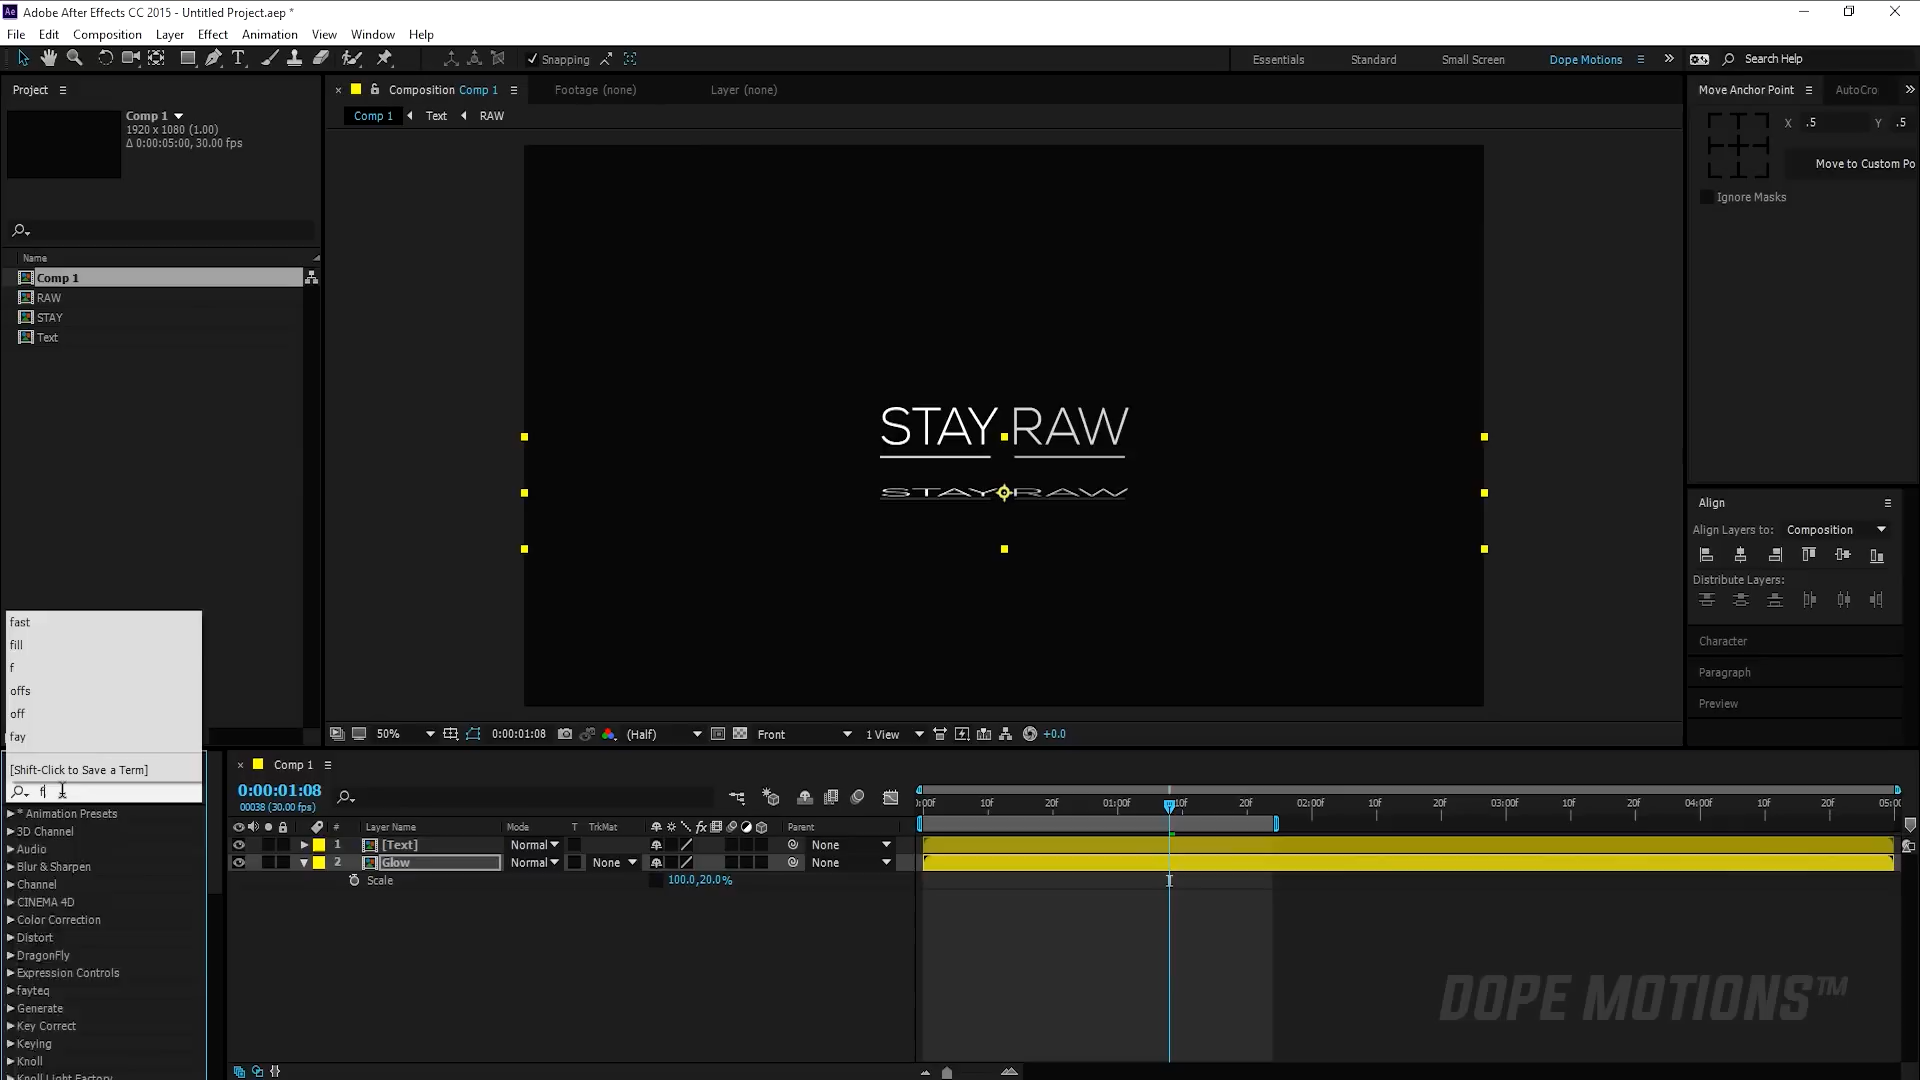 Adobe After Effects CC 2015 - Untitled Project.aep *
File Edit Composition Layer Effect Animation View Window Help
Snapping Essentials Standard Small Screen Dope Motions Search Help
Project
Comp 1
1920 x 1080 (1.00)
Δ 0:00:05:00, 30.00 fps
Name
Comp 1
RAW
STAY
Text
Composition Comp 1
Footage (none)
Layer (none)
Comp 1 Text RAW
STAY RAW
STAY RAW
50%
0:00:01:08
(Half)
Front
1 View
+0.0
Move Anchor Point
AutoCro
X .5 Y .5
Move to Custom Po
Ignore Masks
Align
Align Layers to: Composition
Distribute Layers:
Character
Paragraph
Preview
fast
fill
f
offs
off
fay
[Shift-Click to Save a Term]
f
* Animation Presets
3D Channel
Audio
Blur & Sharpen
Channel
CINEMA 4D
Color Correction
Distort
DragonFly
Expression Controls
fayteq
Generate
Key Correct
Keying
Knoll
Knoll Light Factory
Comp 1
0:00:01:08
00038 (30.00 fps)
# Layer Name Mode T TrkMat Parent
1 [Text] Normal None
2 Glow Normal None None
Scale 100.0,20.0%
):00f 10f 20f 01:00f 10f 20f 02:00f 10f 20f 03:00f 10f 20f 04:00f 10f 20f 05:00
DOPE MOTIONS™